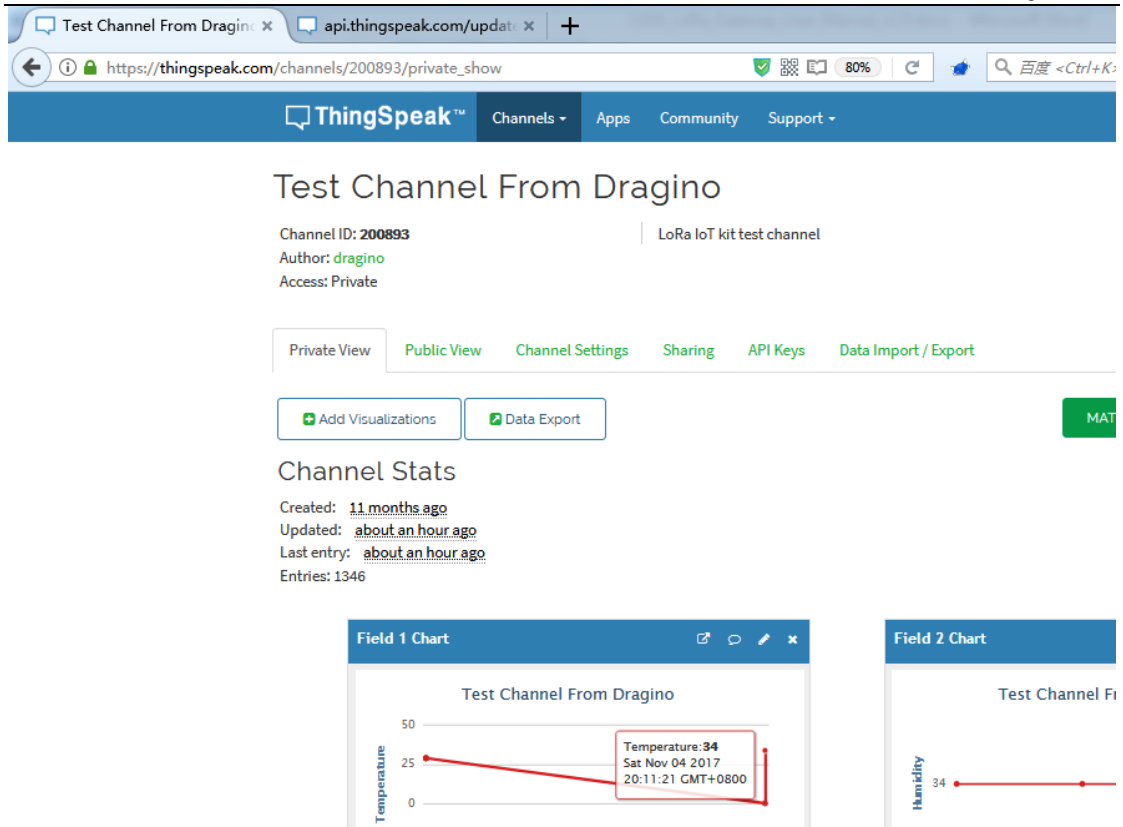 Test Channel From Dragino
api.thingspeak.com/update
https://thingspeak.com/channels/200893/private_show
80%
百度 <Ctrl+K>
ThingSpeak™
Channels
Apps
Community
Support
Test Channel From Dragino
Channel ID: 200893
LoRa IoT kit test channel
Author: dragino
Access: Private
Private View
Public View
Channel Settings
Sharing
API Keys
Data Import / Export
Add Visualizations
Data Export
MAT
Channel Stats
Created: 11 months ago
Updated: about an hour ago
Last entry: about an hour ago
Entries: 1346
Field 1 Chart
Test Channel From Dragino
Temperature
50
25
0
Temperature:34
Sat Nov 04 2017
20:11:21 GMT+0800
Field 2 Chart
Test Channel Fr
Humidity
34